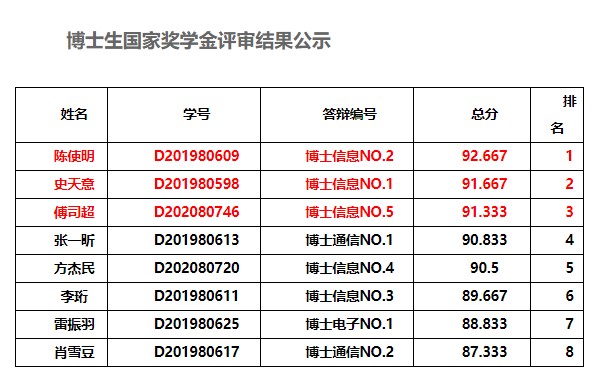 博士生国家奖学金评审结果公示
姓名 学号 答辩编号 总分 排名
陈使明 D201980609 博士信息NO.2 92.667 1
史天意 D201980598 博士信息NO.1 91.667 2
傅司超 D202080746 博士信息NO.5 91.333 3
张一昕 D201980613 博士通信NO.1 90.833 4
方杰民 D202080720 博士信息NO.4 90.5 5
李珩 D201980611 博士信息NO.3 89.667 6
雷振羽 D201980625 博士电子NO.1 88.833 7
肖雪豆 D201980617 博士通信NO.2 87.333 8